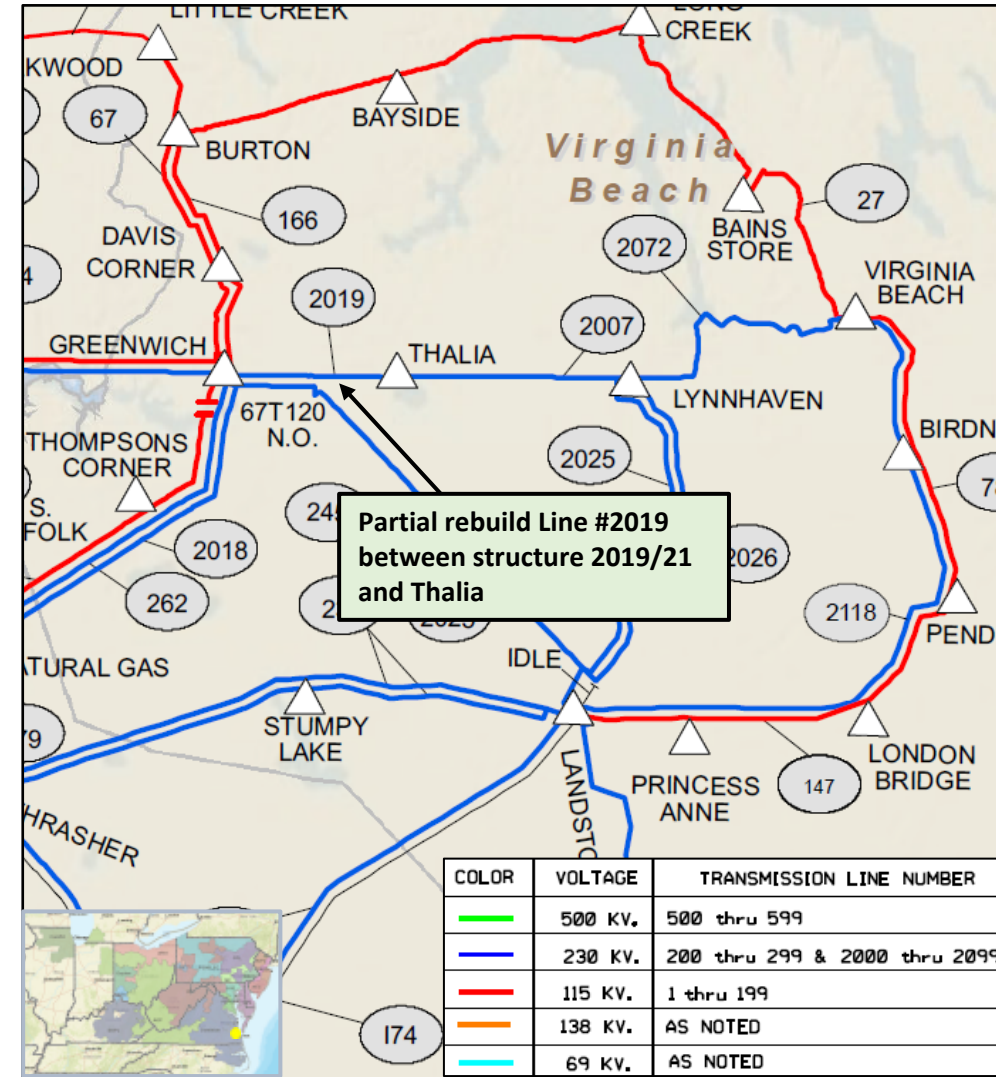 LITTLE CREEK
CREEK
KWOOD
67
BAYSIDE
BURTON
Virginia
Beach
27
166
BAINS
STORE
DAVIS
CORNER
2072
4
VIRGINIA
BEACH
2019
2007
GREENWICH
THALIA
LYNNHAVEN
67T120
N.O.
THOMPSONS
CORNER
BIRDN
2025
S.
FOLK
2018
Partial rebuild Line #2019
between structure 2019/21
and Thalia
2026
262
2118
PEND
IDLE
ATURAL GAS
STUMPY
LAKE
79
LONDON
BRIDGE
PRINCESS
ANNE
147
LANDSTO
HRASHER
COLOR VOLTAGE TRANSMISSION LINE NUMBER
500 KV. 500 thru 599
230 KV. 200 thru 299 & 2000 thru 2099
115 KV. 1 thru 199
138 KV. AS NOTED
69 KV. AS NOTED
I74